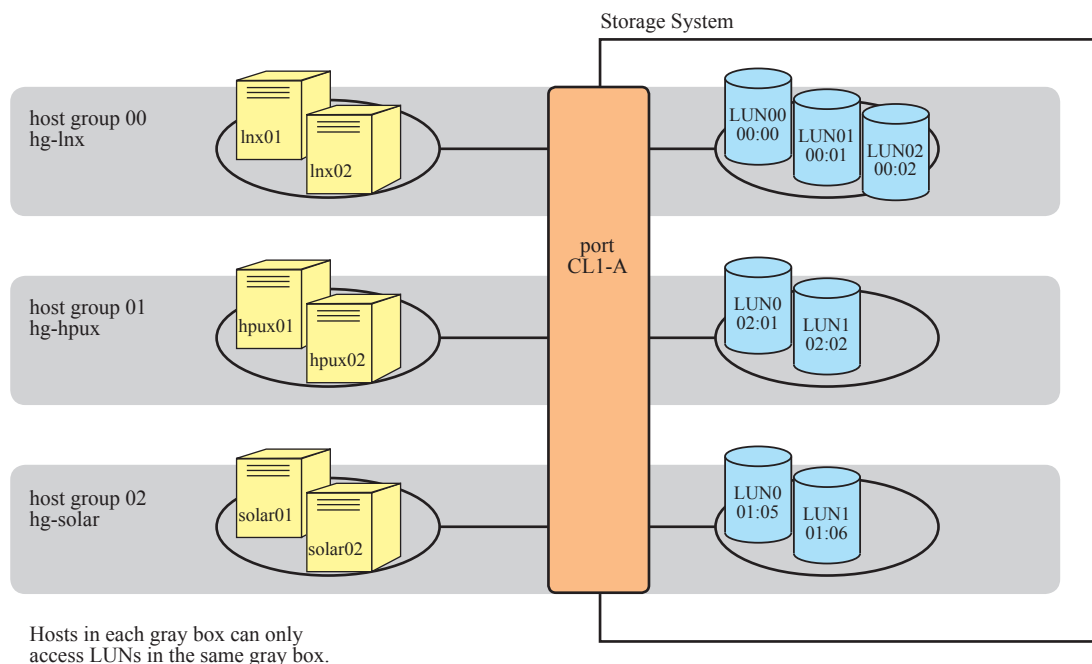 Storage System
host group 00
hg-lnx
lnx01
lnx02
LUN00
00:00
LUN01
00:01
LUN02
00:02
port
CL1-A
host group 01
hg-hpux
hpux01
hpux02
LUN0
02:01
LUN1
02:02
host group 02
hg-solar
solar01
solar02
LUN0
01:05
LUN1
01:06
Hosts in each gray box can only
access LUNs in the same gray box.